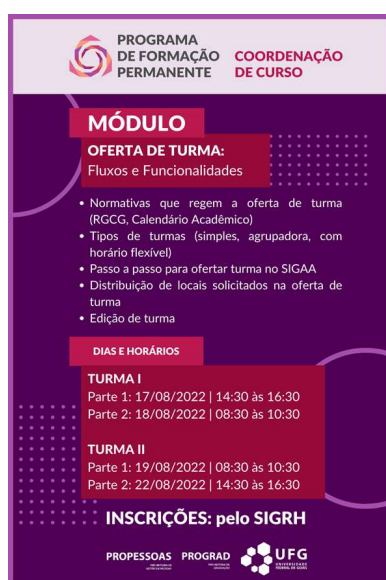 PROGRAMA
DE FORMAÇÃO
PERMANENTE
COORDENAÇÃO
DE CURSO
MÓDULO
OFERTA DE TURMA:
Fluxos e Funcionalidades
• Normativas que regem a oferta de turma
(RGCG, Calendário Acadêmico)
• Tipos de turmas (simples, agrupadora, com
horário flexível)
• Passo a passo para ofertar turma no SIGAA
• Distribuição de locais solicitados na oferta de
turma
• Edição de turma
DIAS E HORÁRIOS
TURMA I
Parte 1: 17/08/2022 | 14:30 às 16:30
Parte 2: 18/08/2022 | 08:30 às 10:30
TURMA II
Parte 1: 19/08/2022 | 08:30 às 10:30
Parte 2: 22/08/2022 | 14:30 às 16:30
INSCRIÇÕES: pelo SIGRH
PROPESSOAS PROGRAD UFG
UNIVERSIDADE
FEDERAL DE GOIÁS